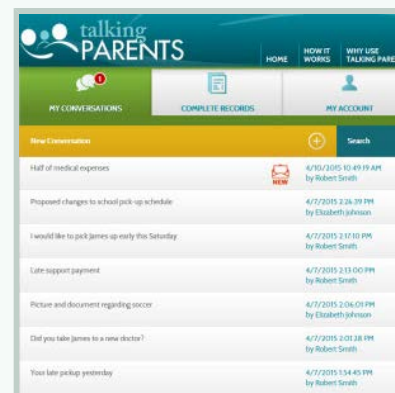 talking
PARENTS
HOME
HOW IT
WORKS
WHY USE
TALKING PARE
1
MY CONVERSATIONS
COMPLETE RECORDS
MY ACCOUNT
New Conversation
Search
Half of medical expenses
NEW
4/10/2015 10:49:19 AM
by Robert Smith
Proposed changes to school pick-up schedule
4/7/2015 2:26:39 PM
by Elizabeth Johnson
I would like to pick James up early this Saturday
4/7/2015 2:17:10 PM
by Robert Smith
Late support payment
4/7/2015 2:13:00 PM
by Robert Smith
Picture and document regarding soccer
4/7/2015 2:06:01 PM
by Elizabeth Johnson
Did you take James to a new doctor?
4/7/2015 2:01:28 PM
by Robert Smith
Your late pickup yesterday
4/7/2015 1:54:45 PM
by Robert Smith